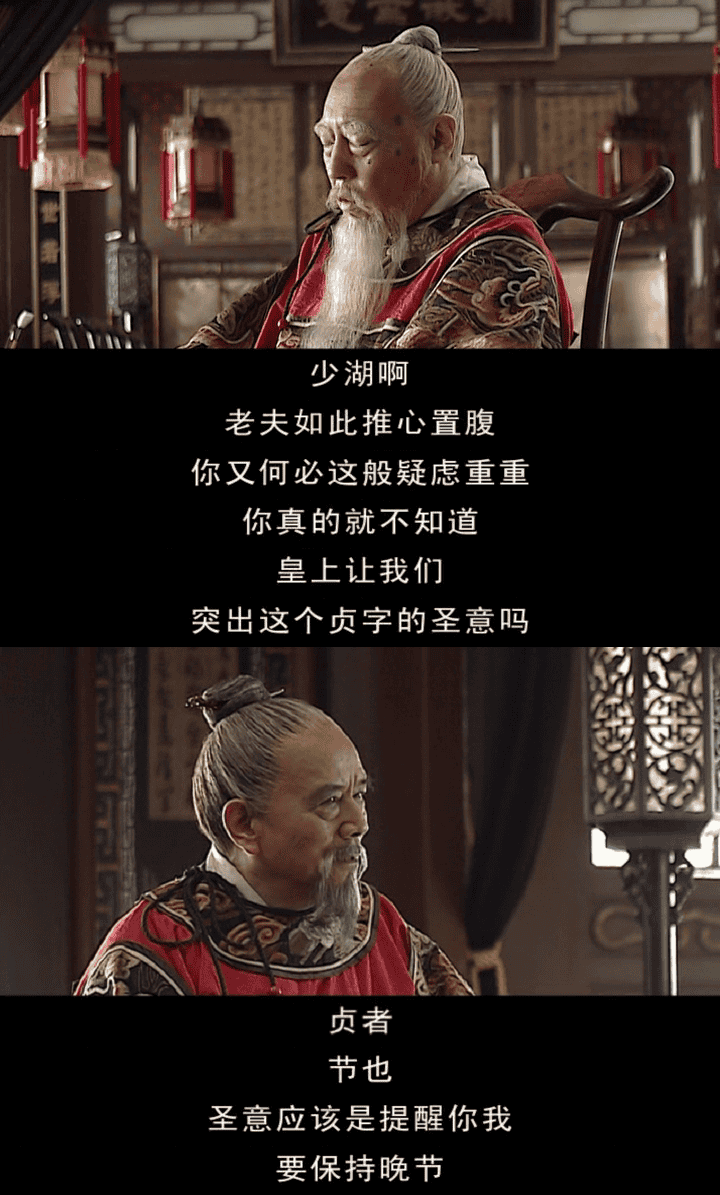 少湖啊
老夫如此推心置腹
你又何必这般疑虑重重
你真的就不知道
皇上让我们
突出这个贞字的圣意吗
贞者
节也
圣意应该是提醒你我
要保持晚节